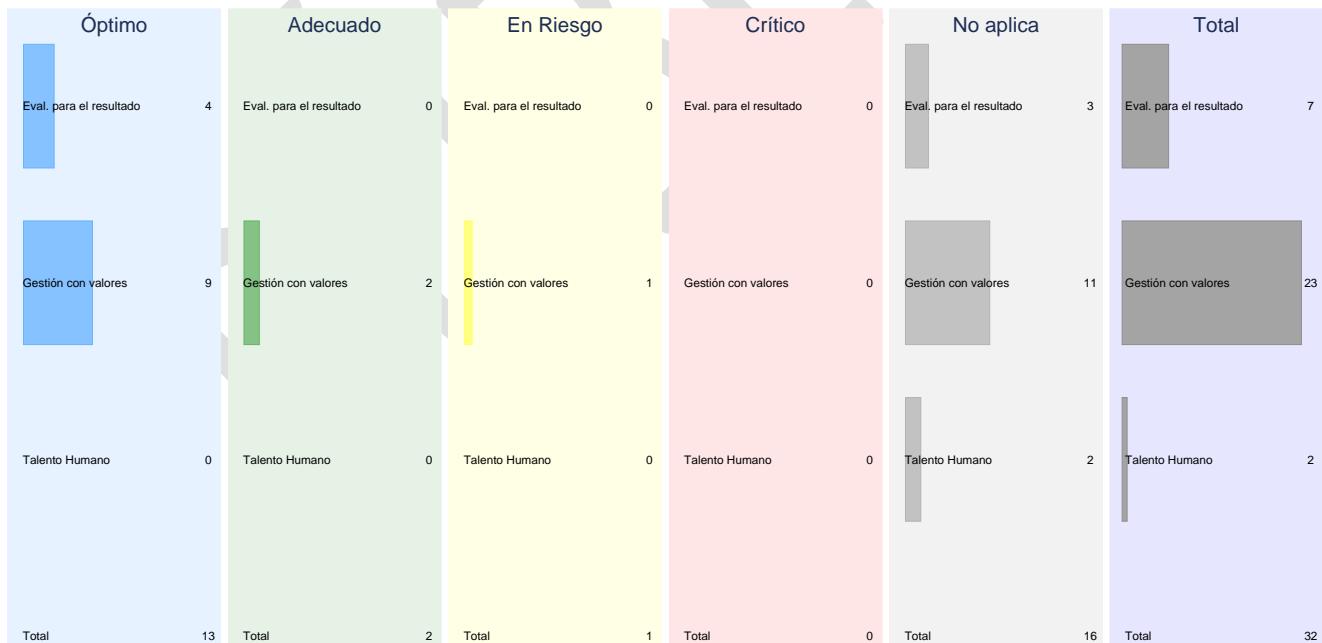 Óptimo Adecuado En Riesgo Crítico No aplica Total
Eval. para el resultado 4 Eval. para el resultado 0 Eval. para el resultado 0 Eval. para el resultado 0 Eval. para el resultado 3 Eval. para el resultado 7
Gestión con valores 9 Gestión con valores 2 Gestión con valores 1 Gestión con valores 0 Gestión con valores 11 Gestión con valores 23
Talento Humano 0 Talento Humano 0 Talento Humano 0 Talento Humano 0 Talento Humano 2 Talento Humano 2
Total 13 Total 2 Total 1 Total 0 Total 16 Total 32